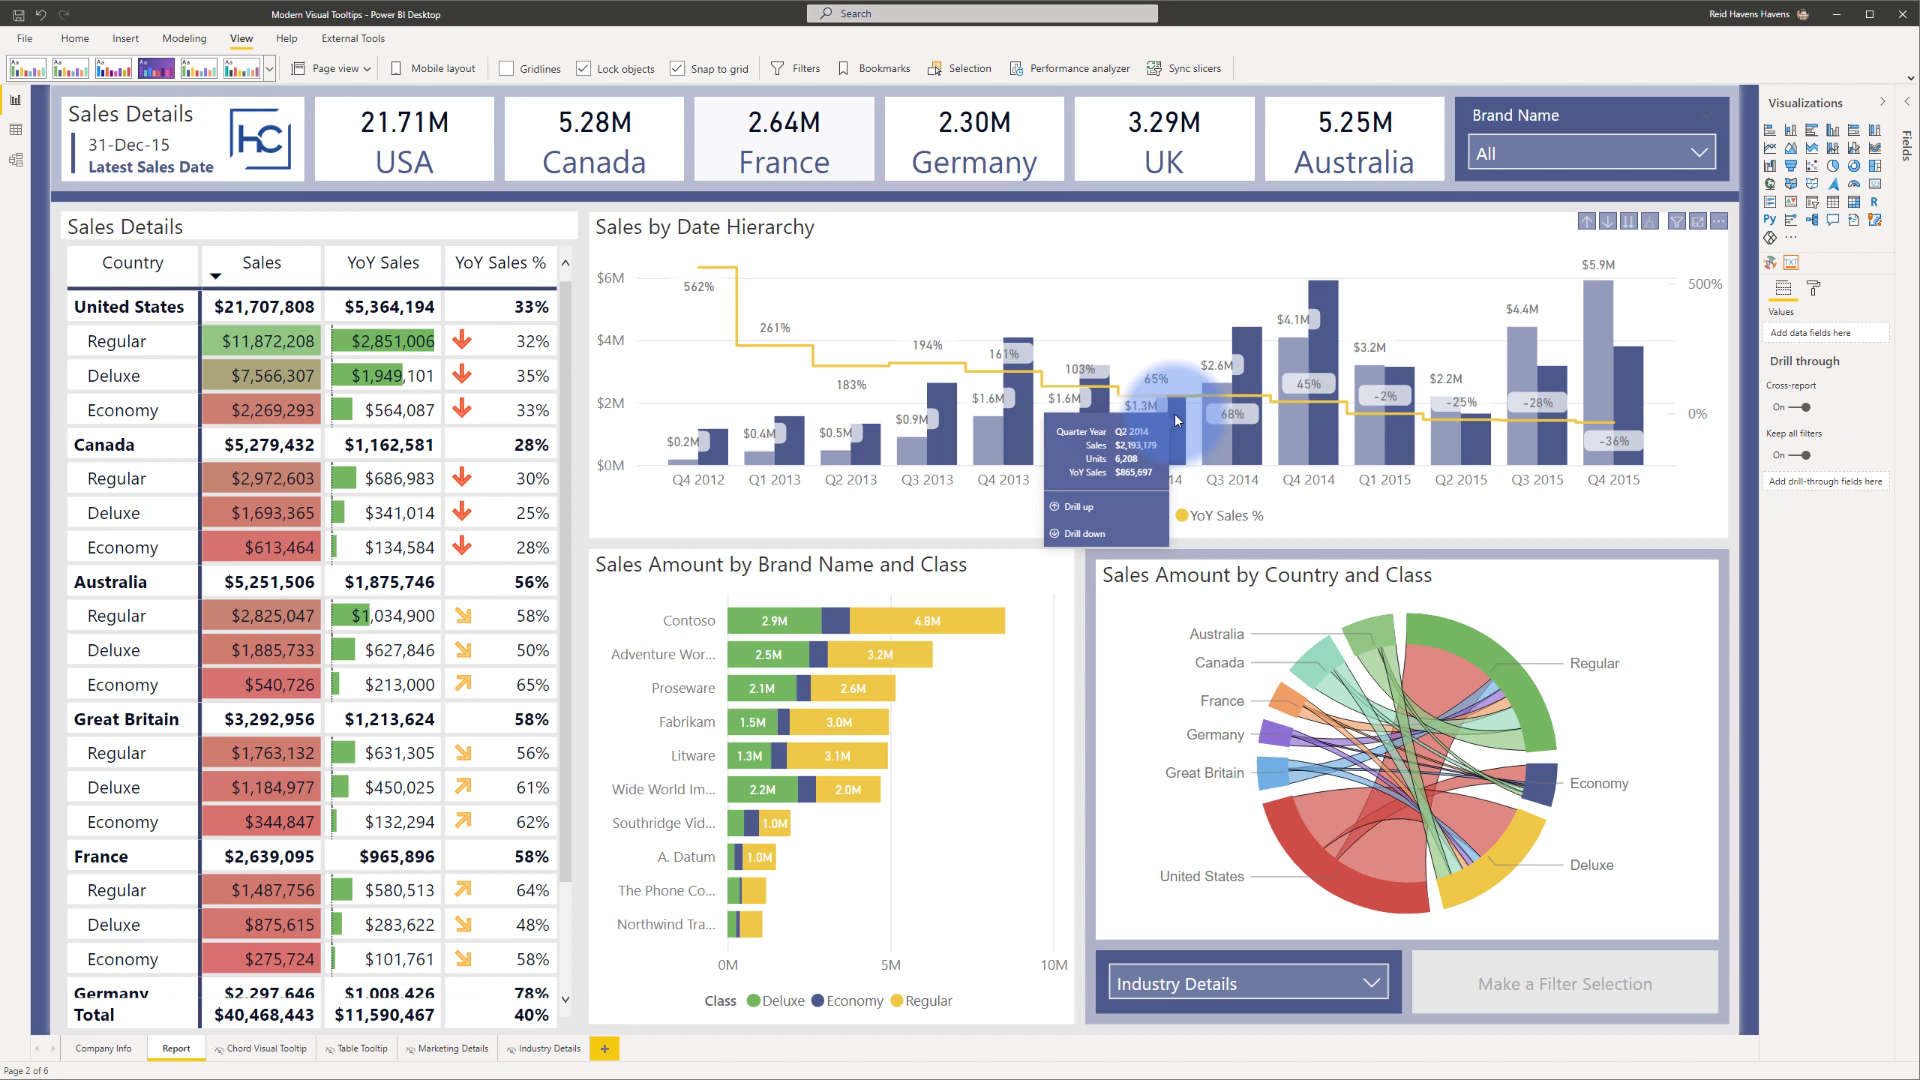 Modern Visual Tooltips - Power BI Desktop
Search
Reid Havens Havens
File Home Insert Modeling View Help External Tools
Aa Aa Aa Aa Aa Aa
Page view Mobile layout Gridlines Lock objects Snap to grid Filters Bookmarks Selection Performance analyzer Sync slicers
Sales Details
31-Dec-15
Latest Sales Date
HC
21.71M
USA
5.28M
Canada
2.64M
France
2.30M
Germany
3.29M
UK
5.25M
Australia
Brand Name
All
Sales Details
Country Sales YoY Sales YoY Sales %
United States $21,707,808 $5,364,194 33%
Regular $11,872,208 $2,851,006 32%
Deluxe $7,566,307 $1,949,101 35%
Economy $2,269,293 $564,087 33%
Canada $5,279,432 $1,162,581 28%
Regular $2,972,603 $686,983 30%
Deluxe $1,693,365 $341,014 25%
Economy $613,464 $134,584 28%
Australia $5,251,506 $1,875,746 56%
Regular $2,825,047 $1,034,900 58%
Deluxe $1,885,733 $627,846 50%
Economy $540,726 $213,000 65%
Great Britain $3,292,956 $1,213,624 58%
Regular $1,763,132 $631,305 56%
Deluxe $1,184,977 $450,025 61%
Economy $344,847 $132,294 62%
France $2,639,095 $965,896 58%
Regular $1,487,756 $580,513 64%
Deluxe $875,615 $283,622 48%
Economy $275,724 $101,761 58%
Germany $2,297,646 $1,008,426 78%
Total $40,468,443 $11,590,467 40%
Sales by Date Hierarchy
$6M
$4M
$2M
$0M
500%
0%
562% 261% 183% 194% 161% 103% 65% 68% 45% -2% -25% -28% -36%
$0.2M $0.4M $0.5M $0.9M $1.6M $1.6M $1.3M $2.6M $4.1M $3.2M $2.2M $4.4M $5.9M
Q4 2012 Q1 2013 Q2 2013 Q3 2013 Q4 2013 14 Q3 2014 Q4 2014 Q1 2015 Q2 2015 Q3 2015 Q4 2015
YoY Sales %
Quarter Year Q2 2014
Sales $2,193,179
Units 6,208
YoY Sales $865,697
Drill up
Drill down
Sales Amount by Brand Name and Class
Contoso 2.9M 4.8M
Adventure Wor... 2.5M 3.2M
Proseware 2.1M 2.6M
Fabrikam 1.5M 3.0M
Litware 1.3M 3.1M
Wide World Im... 2.2M 2.0M
Southridge Vid... 1.0M
A. Datum 1.0M
The Phone Co...
Northwind Tra...
0M 5M 10M
Class Deluxe Economy Regular
Sales Amount by Country and Class
Australia
Canada
France
Germany
Great Britain
United States
Regular
Economy
Deluxe
Industry Details
Make a Filter Selection
Visualizations
Fields
R
Py
TXT
Values
Add data fields here
Drill through
Cross-report
On
Keep all filters
On
Add drill-through fields here
Company Info Report Chord Visual Tooltip Table Tooltip Marketing Details Industry Details +
Page 2 of 6